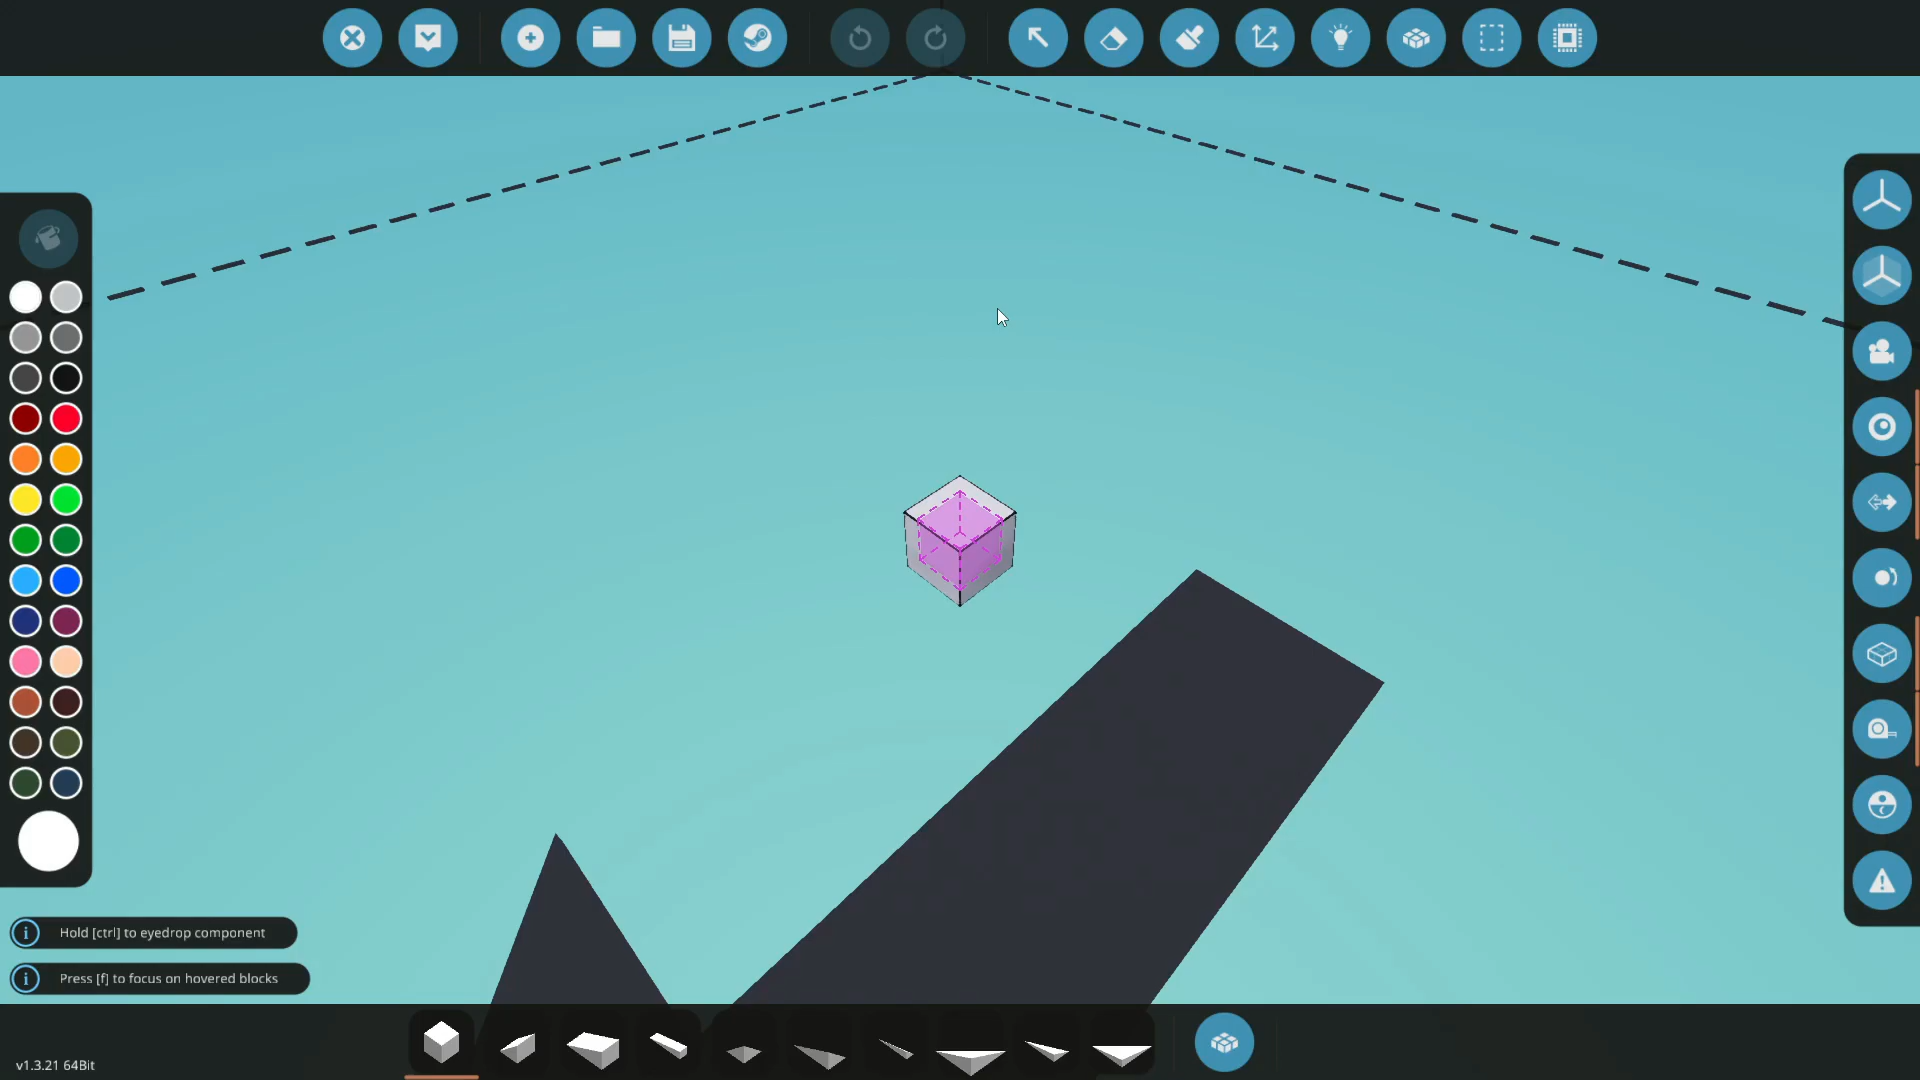 Hold [ctrl] to eyedrop component
Press [f] to focus on hovered blocks
v1.3.21 64Bit